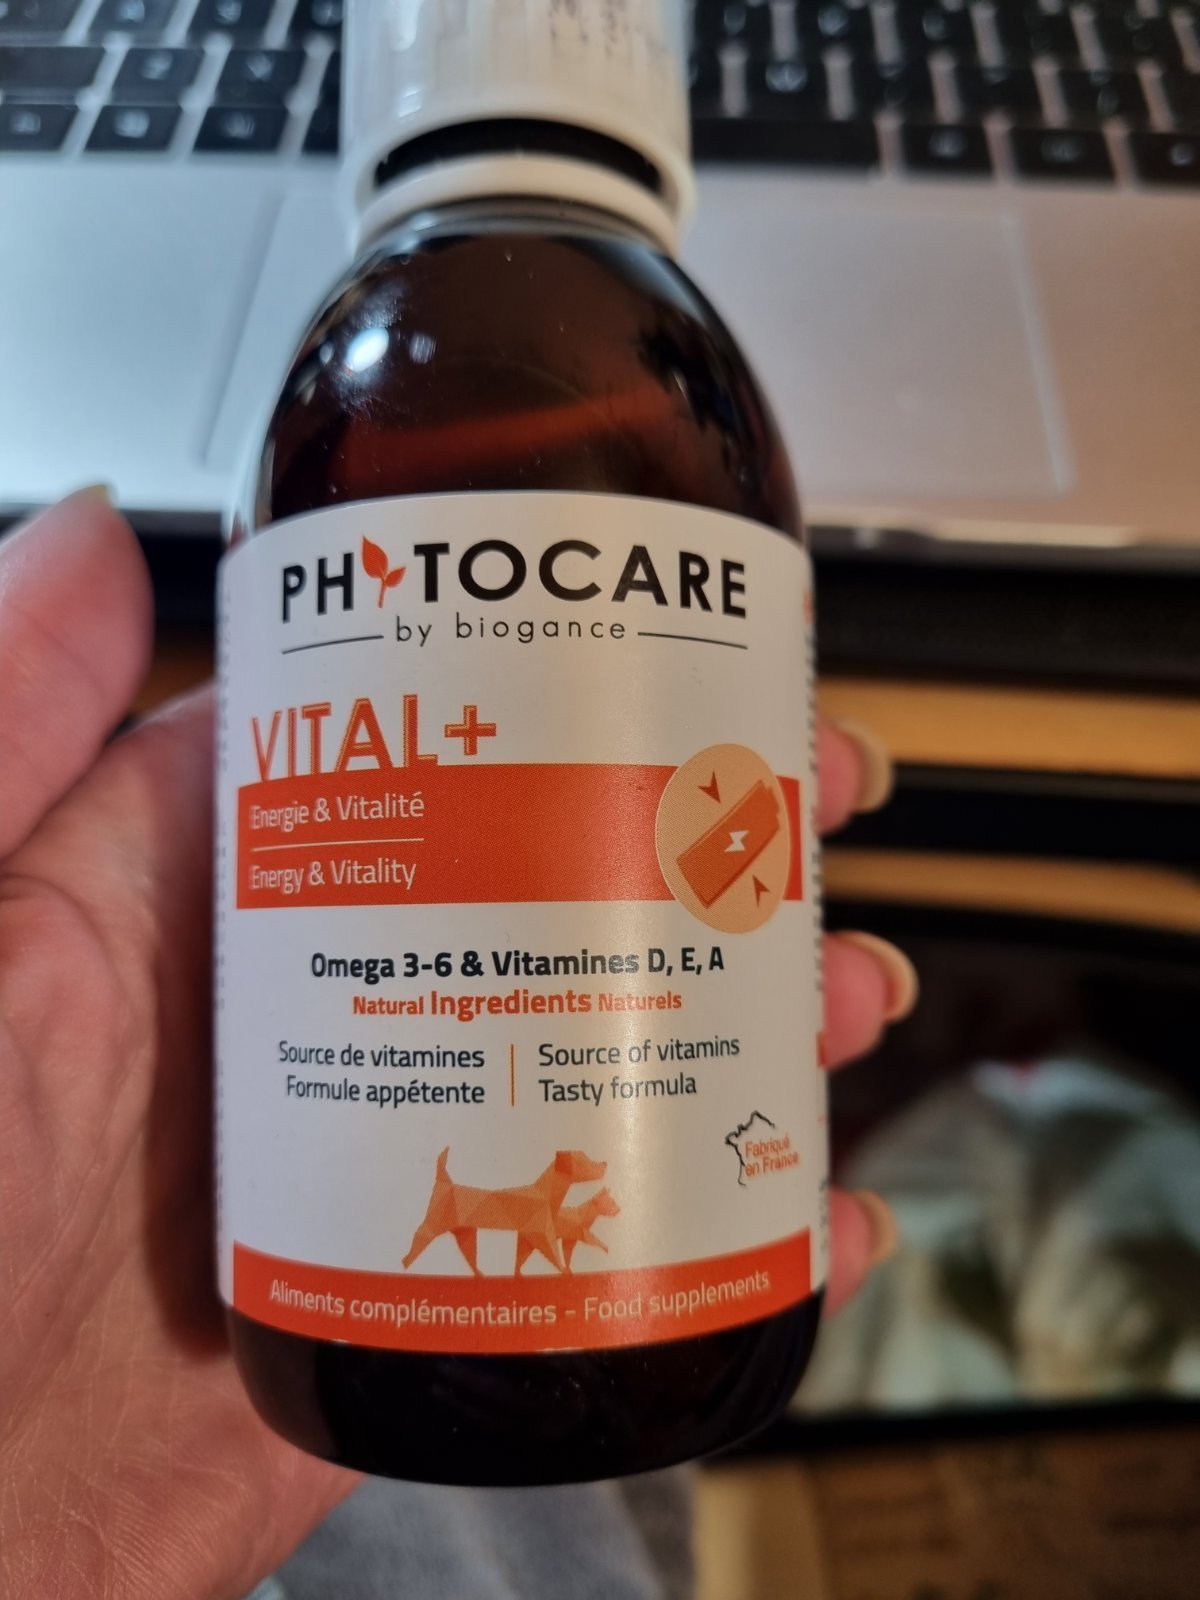 PHYTOCARE
by biogance
VITAL+
Energie & Vitalité
Energy & Vitality
Omega 3-6 & Vitamines D, E, A
Natural Ingredients Naturels
Source de vitamines
Formule appétente
Source of vitamins
Tasty formula
Fabriqué
en France
Aliments complémentaires - Food supplements